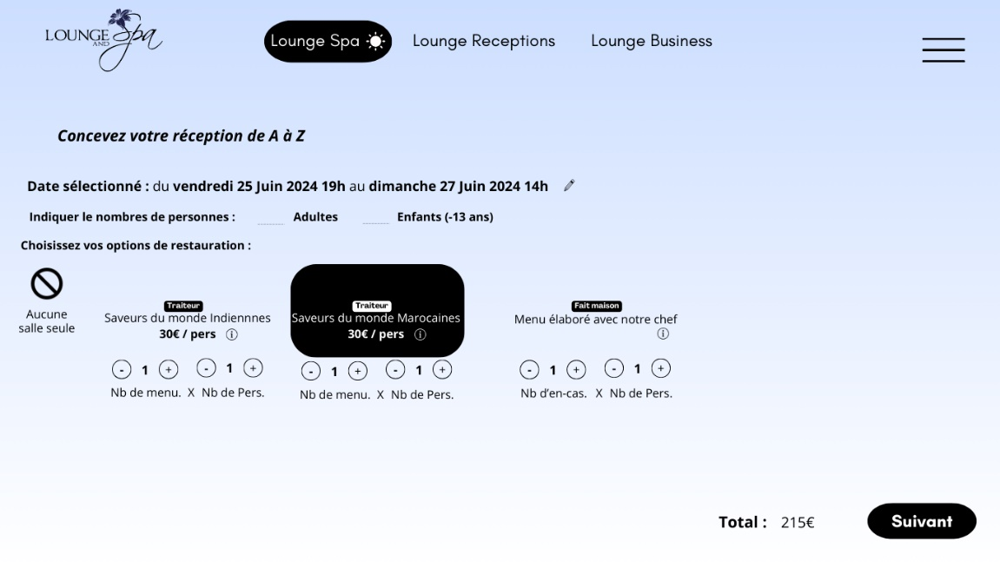 LOUNGE AND Spa
Lounge Spa Lounge Receptions Lounge Business
Concevez votre réception de A à Z
Date sélectionné : du vendredi 25 Juin 2024 19h au dimanche 27 Juin 2024 14h
Indiquer le nombres de personnes : Adultes Enfants (-13 ans)
Choisissez vos options de restauration :
Aucune
salle seule
Traiteur
Saveurs du monde Indiennnes
30€ / pers i
- 1 + - 1 +
Nb de menu. X Nb de Pers.
Traiteur
Saveurs du monde Marocaines
30€ / pers i
- 1 + - 1 +
Nb de menu. X Nb de Pers.
Fait maison
Menu élaboré avec notre chef
i
- 1 + - 1 +
Nb d’en-cas. X Nb de Pers.
Total : 215€
Suivant